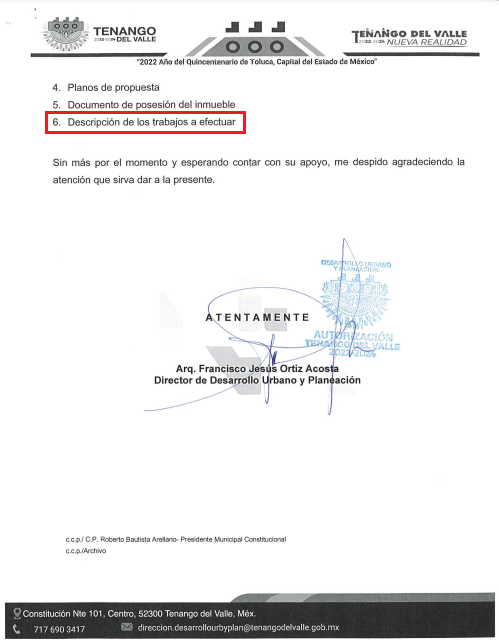 TENANGO
2022-2024 DEL VALLE
TENANGO DEL VALLE
2022-2024 NUEVA REALIDAD
"2022 Año del Quincentenario de Toluca, Capital del Estado de México"
4. Planos de propuesta
5. Documento de posesión del inmueble
6. Descripción de los trabajos a efectuar
Sin más por el momento y esperando contar con su apoyo, me despido agradeciendo la
atención que sirva dar a la presente.
DESARROLLO URBANO
Y PLANEACIÓN
ATENTAMENTE
AUTORIZACIÓN
TENANGO DEL VALLE
2022-2024
Arq. Francisco Jesús Ortiz Acosta
Director de Desarrollo Urbano y Planeación
c.c.p./ C.P. Roberto Bautista Arellano- Presidente Municipal Constitucional
c.c.p./Archivo
Constitución Nte 101, Centro, 52300 Tenango del Valle, Méx.
717 690 3417 direccion.desarrollourbyplan@tenangodelvalle.gob.mx